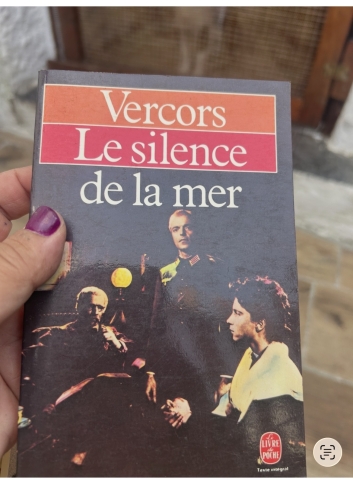 Vercors
Le silence
de la mer
LE
LIVRE
DE
POCHE
Texte intégral